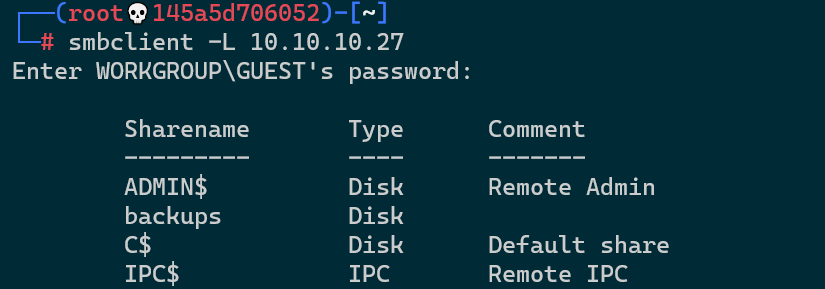 ┌──(root💀145a5d706052)-[~]
└─# smbclient -L 10.10.10.27
Enter WORKGROUP\GUEST's password:
Sharename Type Comment
--------- ---- -------
ADMIN$ Disk Remote Admin
backups Disk
C$ Disk Default share
IPC$ IPC Remote IPC